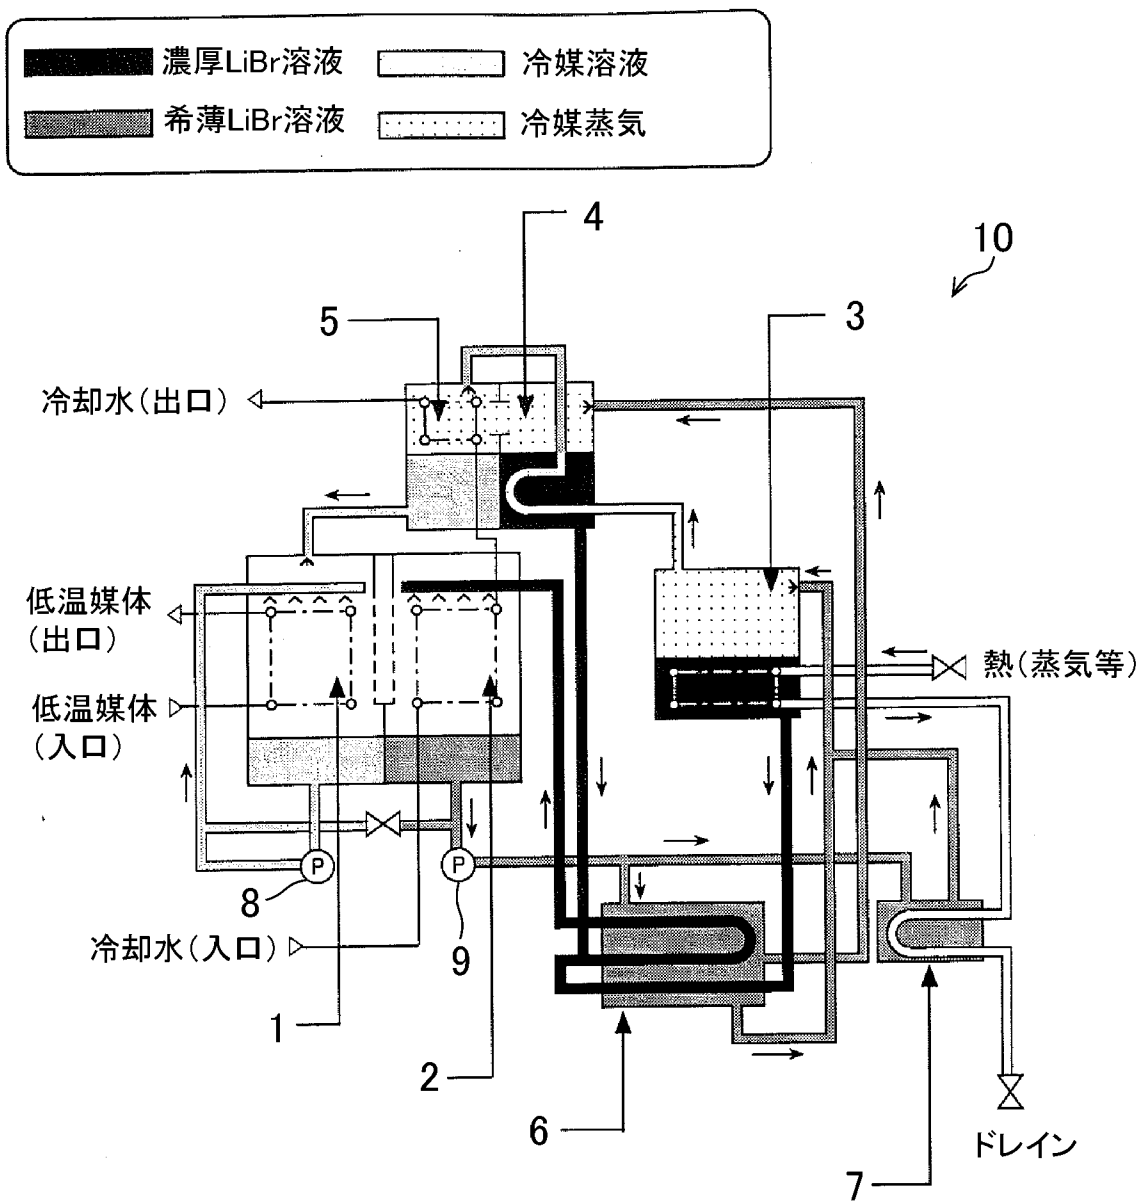 濃厚LiBr溶液
冷媒溶液
希薄LiBr溶液
冷媒蒸気
4
10
5
3
冷却水(出口)
低温媒体
(出口)
熱(蒸気等)
低温媒体
(入口)
P
P
8
9
冷却水(入口)
1
2
6
7
ドレイン